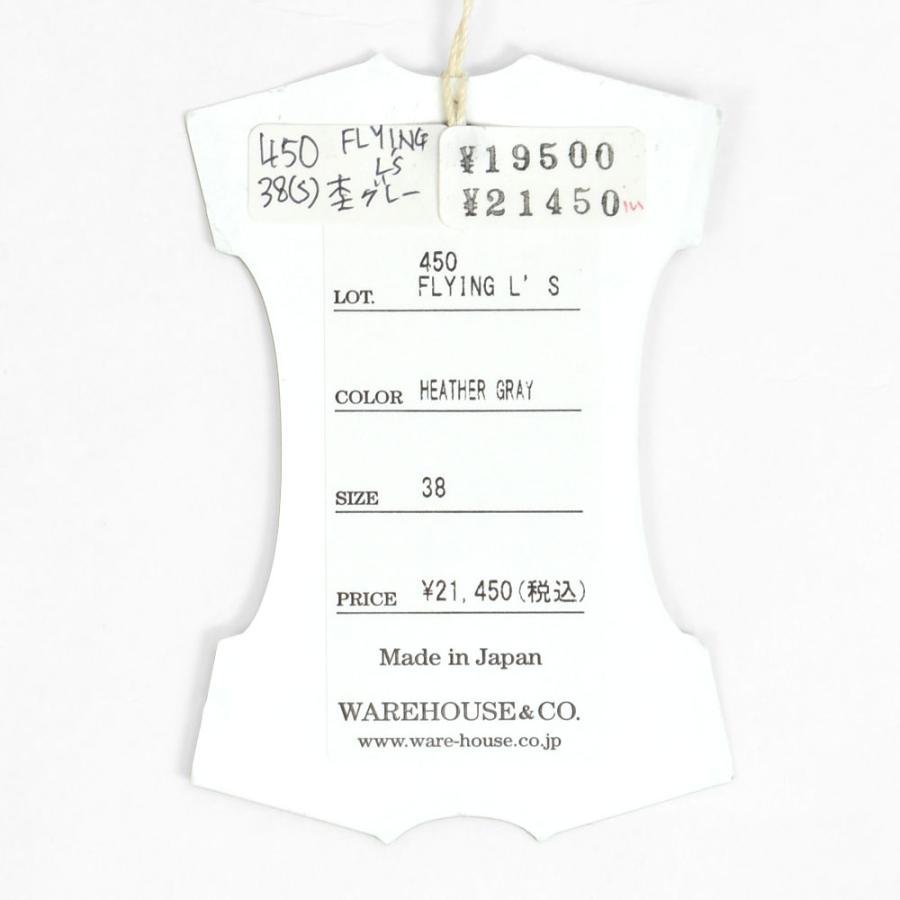 450 FLYING
L'S
38(S) 杢グレー
¥19500
¥21450
450
LOT. FLYING L' S
COLOR HEATHER GRAY
SIZE 38
PRICE ¥21,450(税込)
Made in Japan
WAREHOUSE&CO.
www.ware-house.co.jp